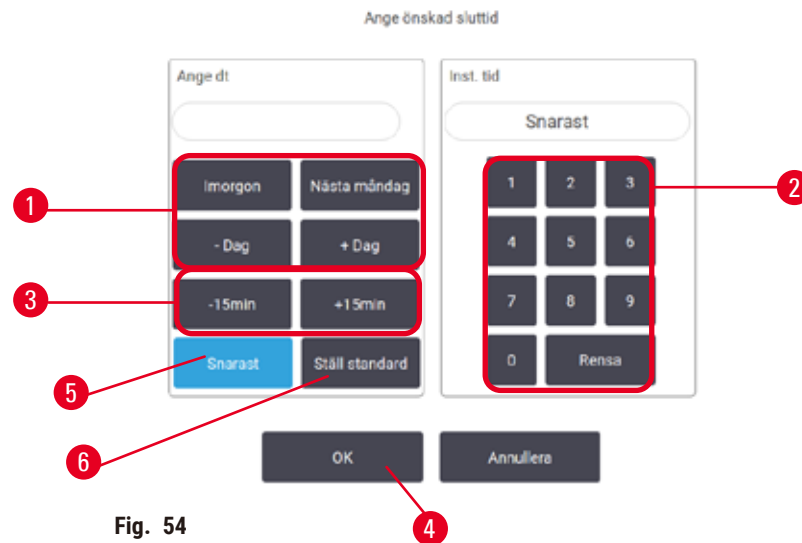 Ange önskad sluttid
Ange dt
Inst. tid
Snarast
Imorgon
Nästa måndag
- Dag
+ Dag
-15min
+15min
Snarast
Ställ standard
1
2
3
4
5
6
7
8
9
0
Rensa
OK
Annullera
1
2
3
5
6
4
Fig. 54